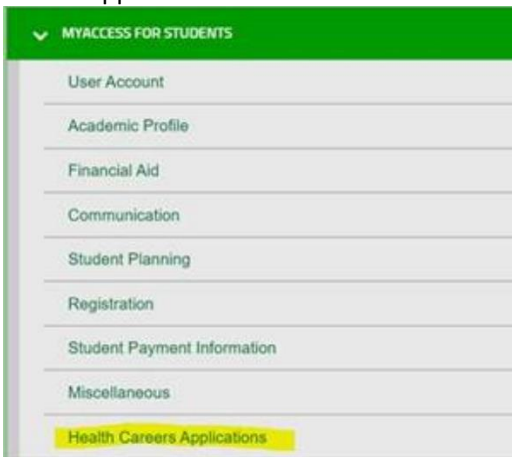 MYACCESS FOR STUDENTS
User Account
Academic Profile
Financial Aid
Communication
Student Planning
Registration
Student Payment Information
Miscellaneous
Health Careers Applications